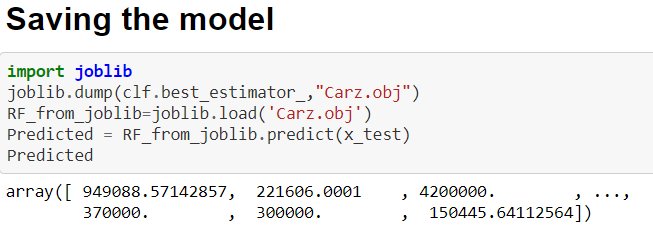 Saving the model
import joblib
joblib.dump(clf.best_estimator_,"Carz.obj")
RF_from_joblib=joblib.load('Carz.obj')
Predicted = RF_from_joblib.predict(x_test)
Predicted
array([ 949088.57142857,  221606.0001    , 4200000.        , ...,
370000.        ,  300000.        ,  150445.64112564])